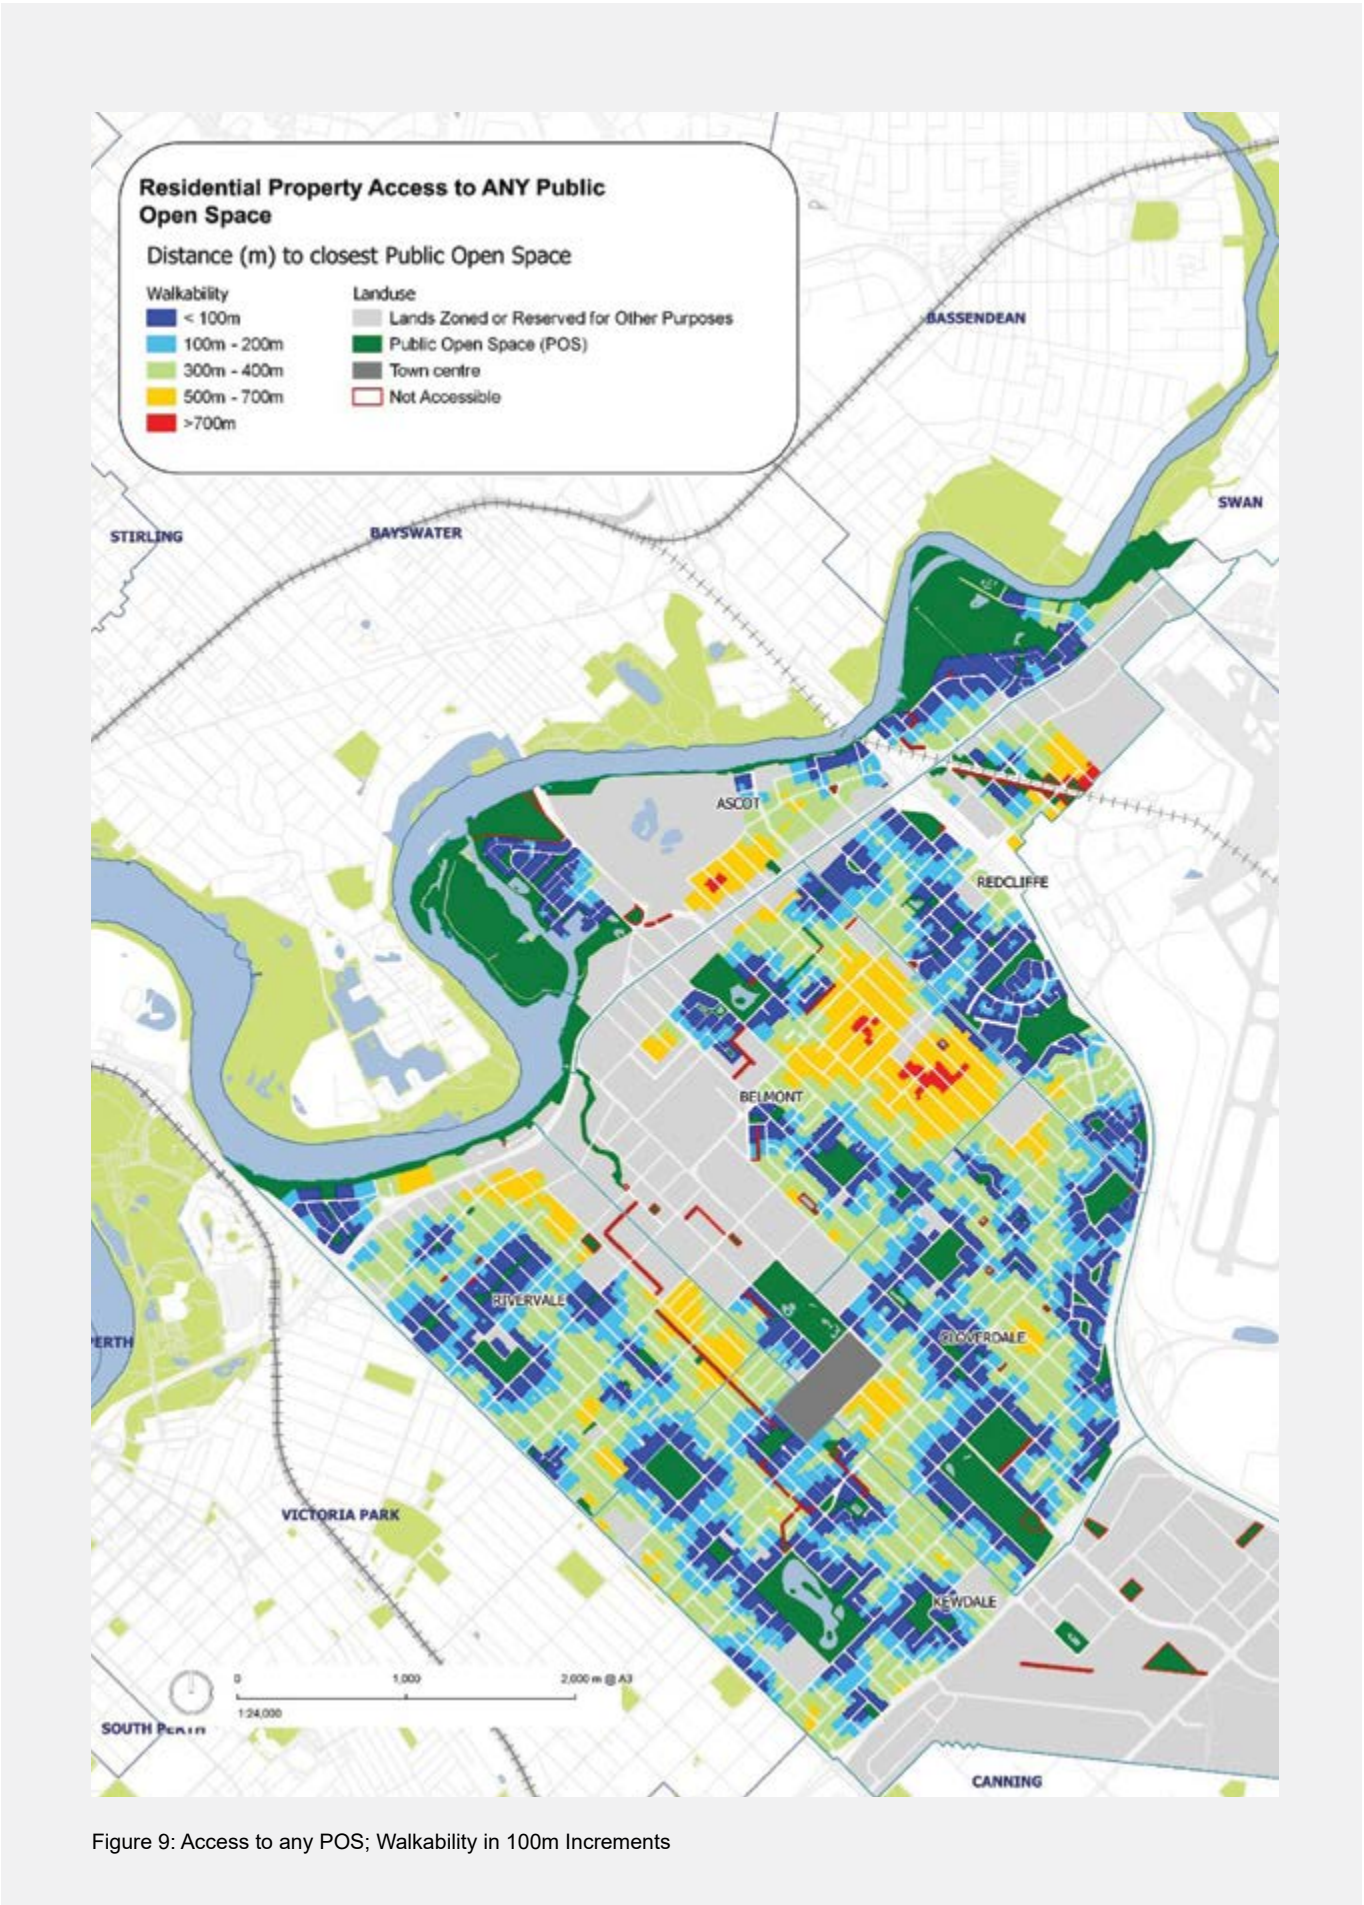 Residential Property Access to ANY Public
Open Space
Distance (m) to closest Public Open Space
Walkability
< 100m
100m - 200m
300m - 400m
500m - 700m
>700m
Landuse
Lands Zoned or Reserved for Other Purposes
Public Open Space (POS)
Town centre
Not Accessible
BASSENDEAN
SWAN
STIRLING
BAYSWATER
ASCOT
REDCLIFFE
BELMONT
RIVERVALE
CLOVERDALE
PERTH
VICTORIA PARK
KEWDALE
0
1,000
2,000 m @ A3
1:24,000
SOUTH PERTH
CANNING
Figure 9: Access to any POS; Walkability in 100m Increments